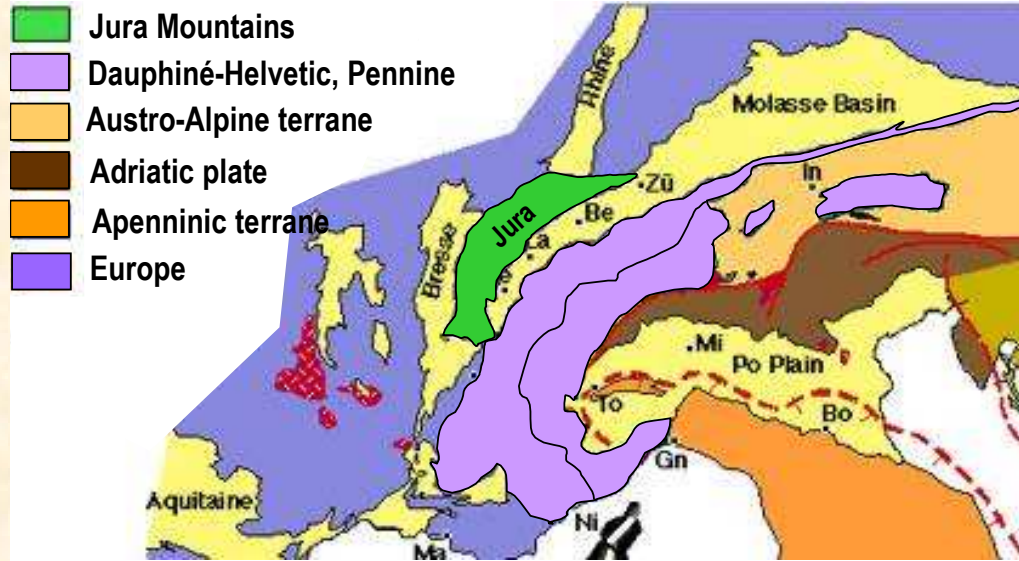 Jura Mountains
Dauphiné-Helvetic, Pennine
Austro-Alpine terrane
Adriatic plate
Apenninic terrane
Europe
Rhine
Molasse Basin
Zü
In
Be
Jura
La
Bresse
Mi
Po Plain
To
Bo
Gn
Aquitaine
Ni
Ma